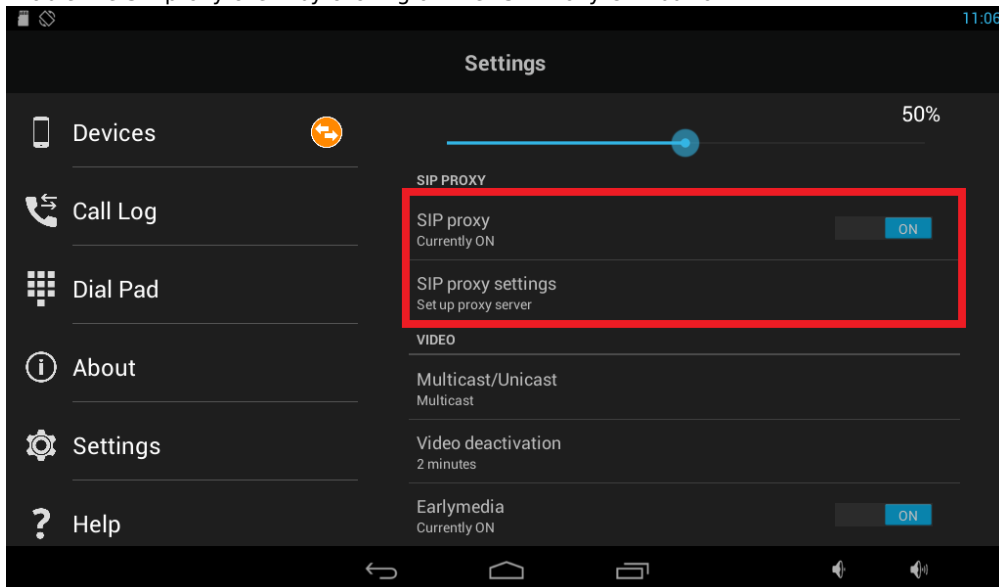 11:06
Settings
Devices
Call Log
Dial Pad
About
Settings
Help
50%
SIP PROXY
SIP proxy
Currently ON
ON
SIP proxy settings
Set up proxy server
VIDEO
Multicast/Unicast
Multicast
Video deactivation
2 minutes
Earlymedia
Currently ON
ON